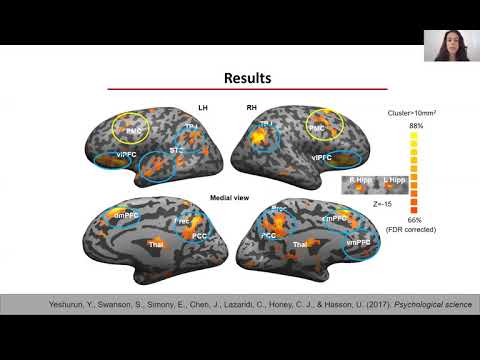 Results
LH
RH
Cluster>10mm²
88%
PMC
TPJ
STC
vlPFC
TPJ
PMC
vlPFC
R Hipp
L Hipp
Z=-15
66%
(FDR corrected)
Medial view
dmPFC
Prec
PCC
Thal
Prec
PCC
Thal
dmPFC
vmPFC
Yeshurun, Y., Swanson, S., Simony, E., Chen, J., Lazaridi, C., Honey, C. J., & Hasson, U. (2017). Psychological science